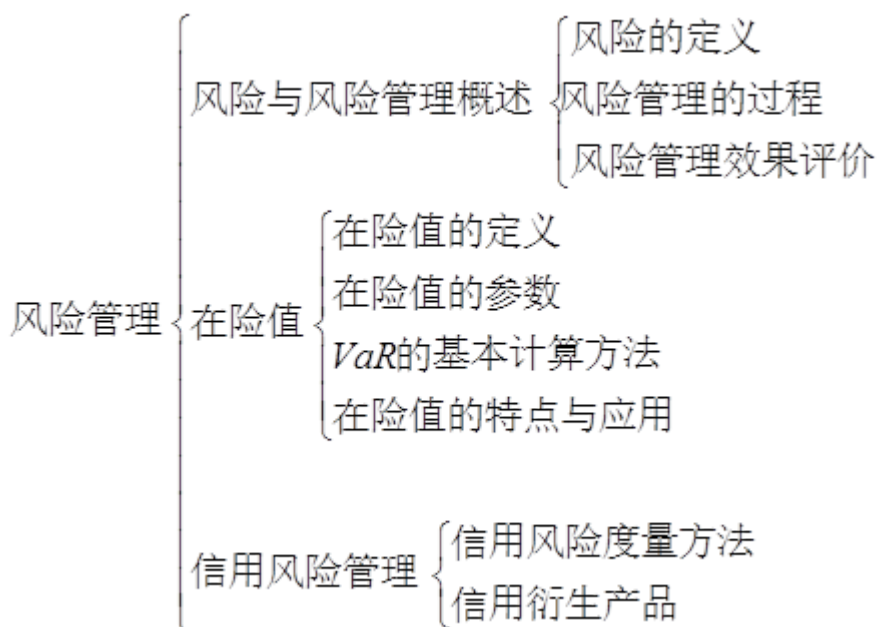 风险管理
风险与风险管理概述
风险的定义
风险管理的过程
风险管理效果评价
在险值
在险值的定义
在险值的参数
VaR的基本计算方法
在险值的特点与应用
信用风险管理
信用风险度量方法
信用衍生产品